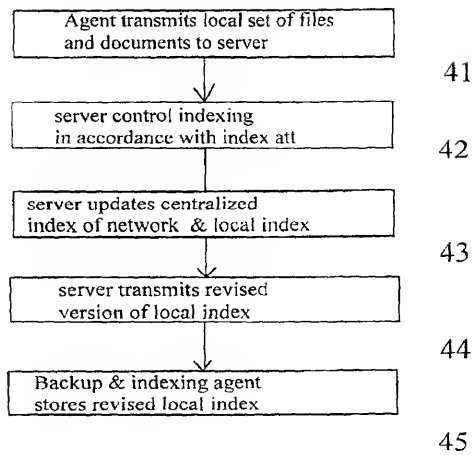 Agent transmits local set of files
and documents to server
41
server control indexing
in accordance with index att
42
server updates centralized
index of network & local index
43
server transmits revised
version of local index
44
Backup & indexing agent
stores revised local index
45